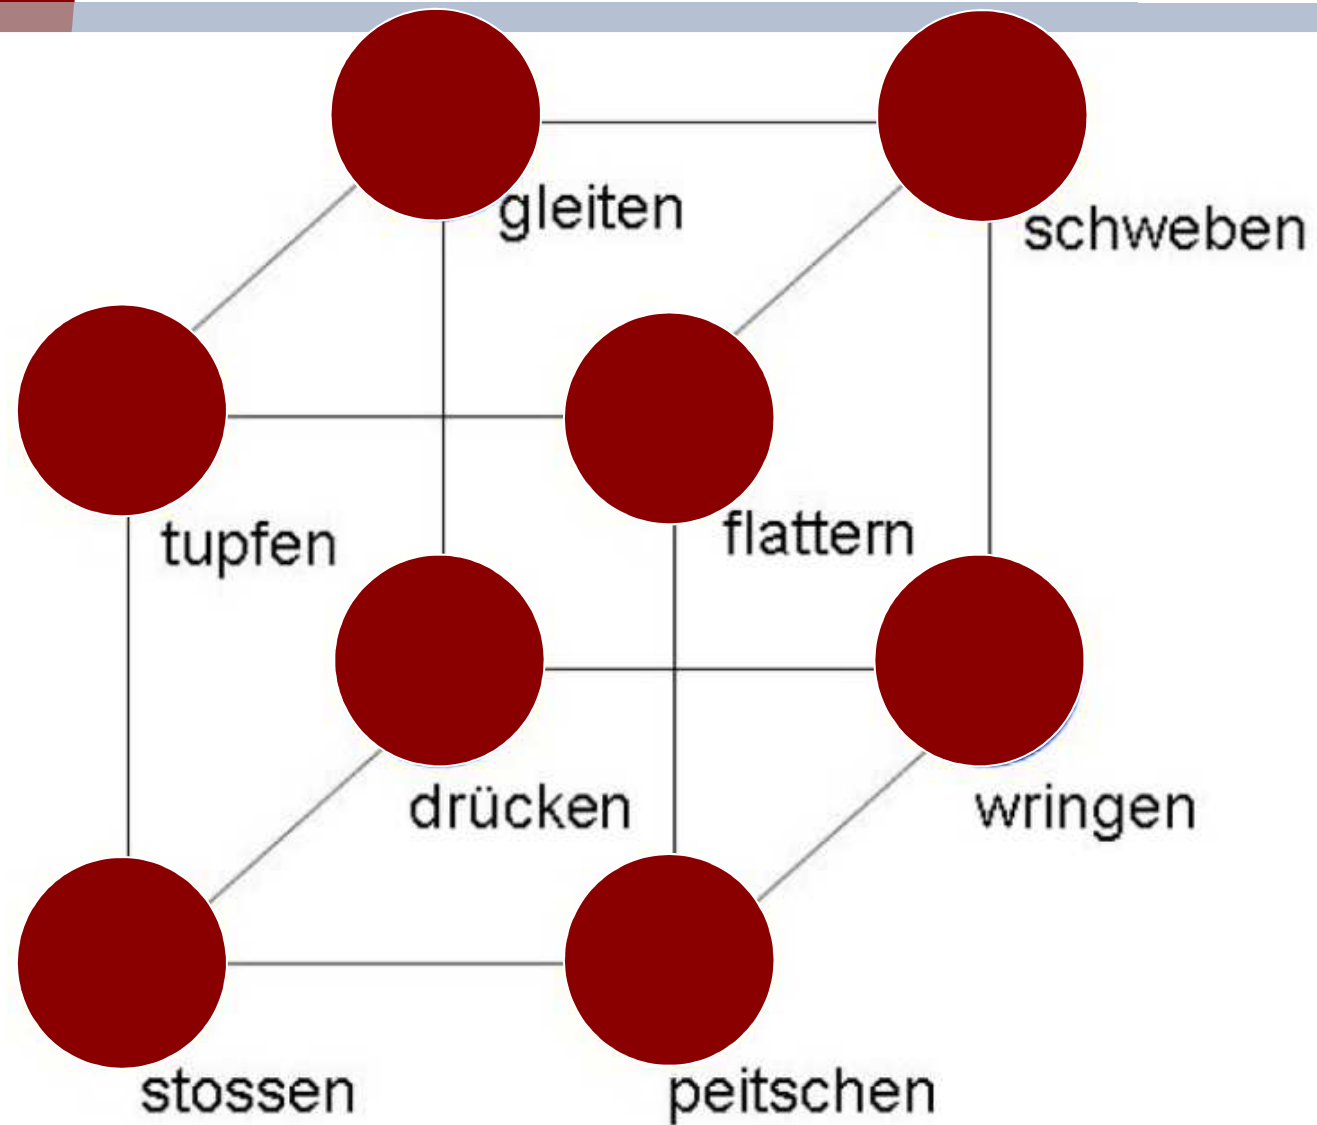 gleiten
schweben
tupfen
flattern
drücken
wringen
stossen
peitschen